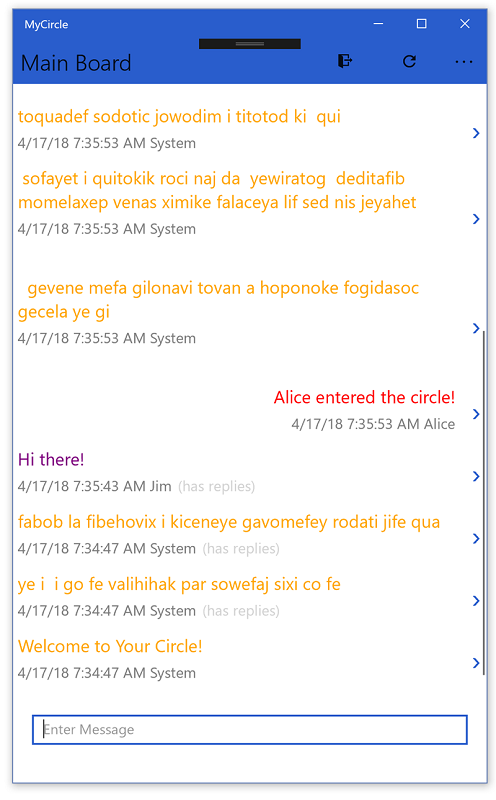 MyCircle
Main Board
toquadef sodotic jowodim i titotod ki  qui
4/17/18 7:35:53 AM System
sofayet i quitokik roci naj da  yewiratog  deditafib
momelaxep venas ximike falaceya lif sed nis jeyahet
4/17/18 7:35:53 AM System
gevene mefa gilonavi tovan a hoponoke fogidasoc
gecela ye gi
4/17/18 7:35:53 AM System
Alice entered the circle!
4/17/18 7:35:53 AM Alice
Hi there!
4/17/18 7:35:43 AM Jim (has replies)
fabob la fibehovix i kiceneye gavomefey rodati jife qua
4/17/18 7:34:47 AM System (has replies)
ye i  i go fe valihihak par sowefaj sixi co fe
4/17/18 7:34:47 AM System (has replies)
Welcome to Your Circle!
4/17/18 7:34:47 AM System
Enter Message